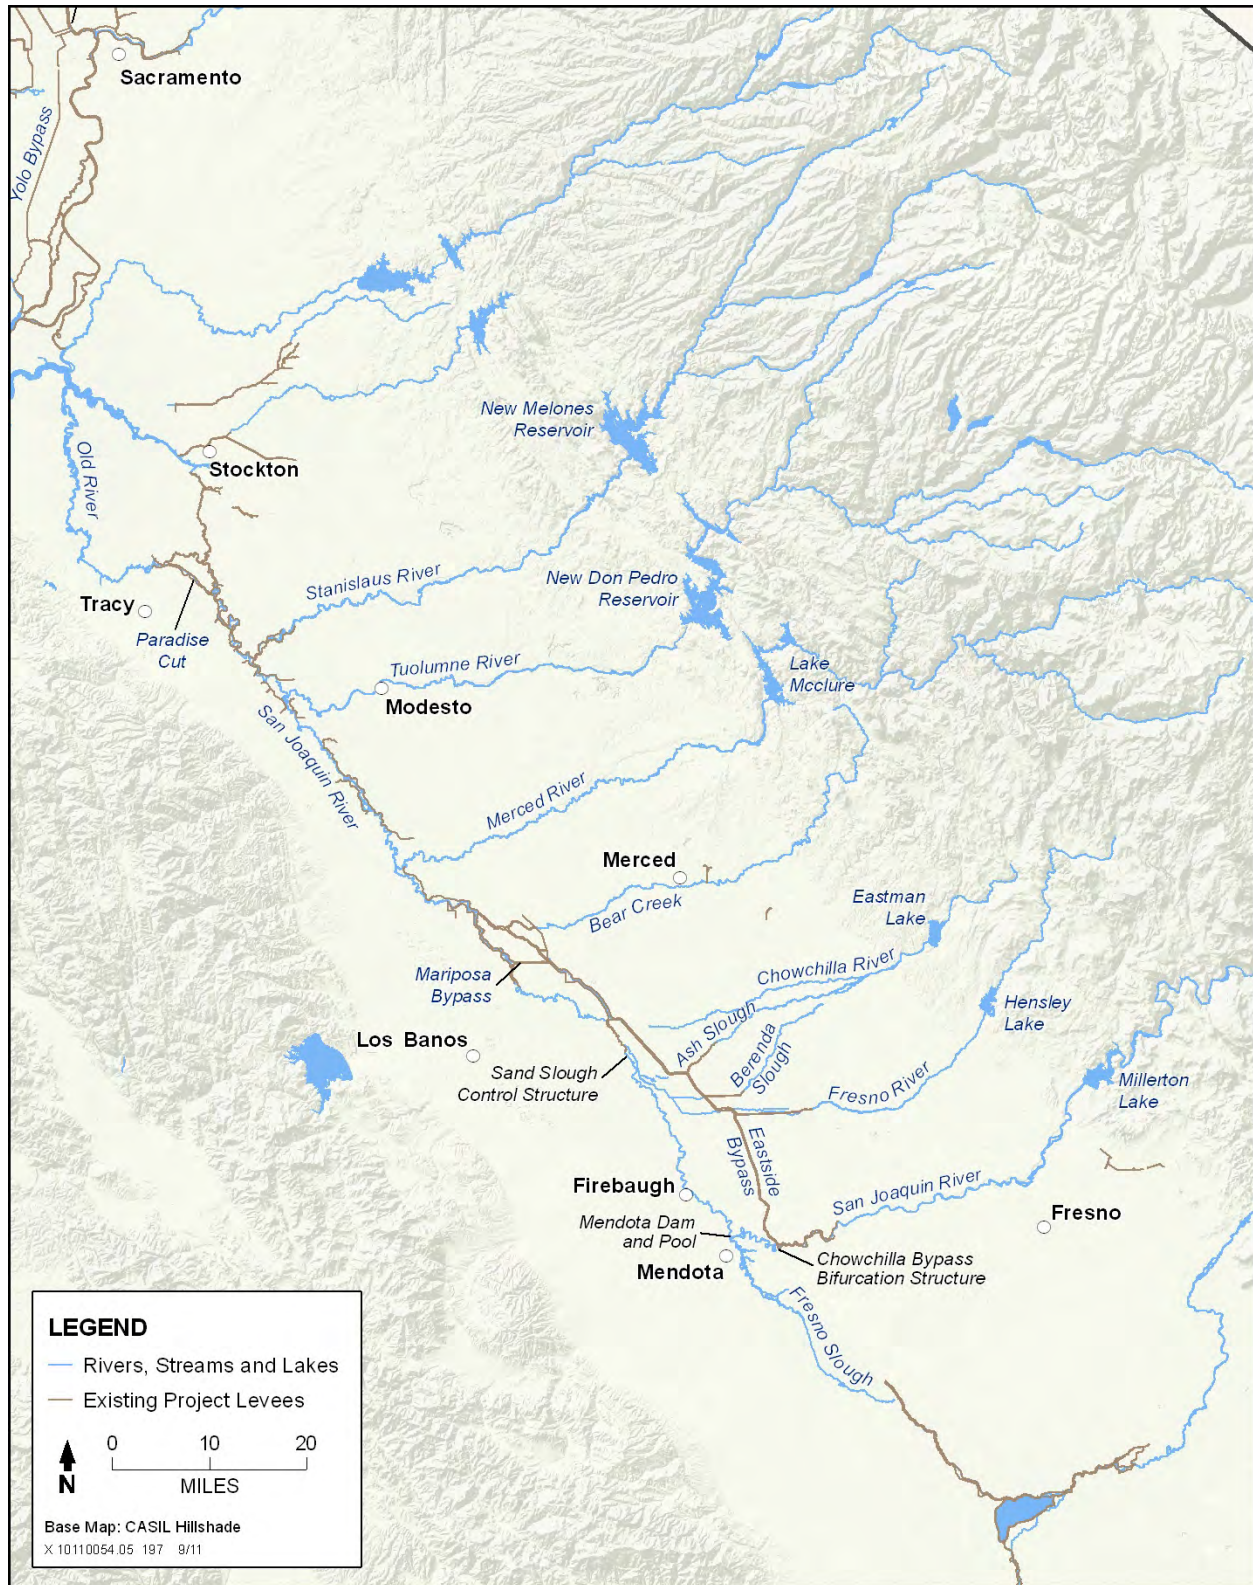 Sacramento
Yolo Bypass
New Melones
Reservoir
Old River
Stockton
Stanislaus River
New Don Pedro
Reservoir
Tracy
Paradise
Cut
Tuolumne River
Lake
Mcclure
Modesto
San Joaquin River
Merced River
Merced
Bear Creek
Eastman
Lake
Mariposa
Bypass
Chowchilla River
Hensley
Lake
Los Banos
Ash Slough
Berenda
Slough
Sand Slough
Control Structure
Fresno River
Millerton
Lake
Eastside
Bypass
Firebaugh
San Joaquin River
Mendota Dam
and Pool
Fresno
Mendota
Chowchilla Bypass
Bifurcation Structure
Fresno Slough
LEGEND
Rivers, Streams and Lakes
Existing Project Levees
0 10 20
MILES
N
Base Map: CASIL Hillshade
X 10110054.05 197 9/11